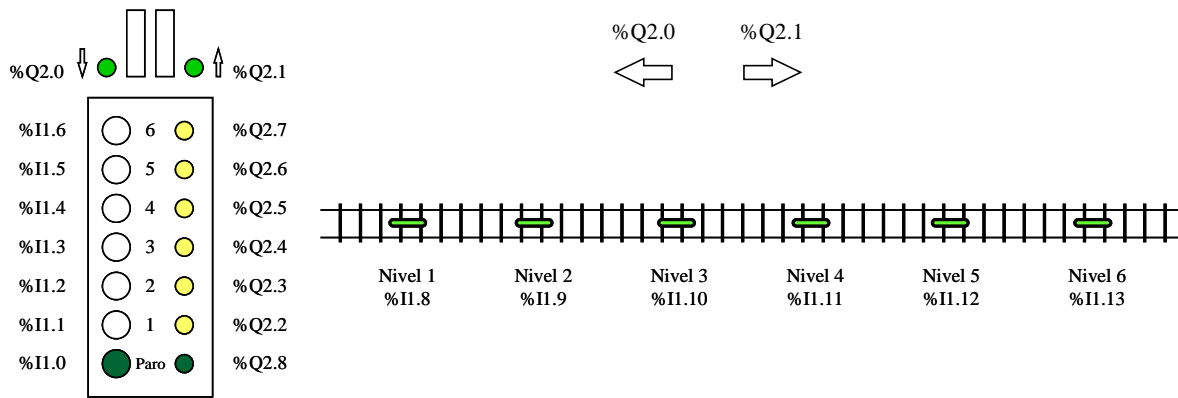 %Q2.0 %Q2.1
%I1.6 6 %Q2.7
%I1.5 5 %Q2.6
%I1.4 4 %Q2.5
%I1.3 3 %Q2.4
%I1.2 2 %Q2.3
%I1.1 1 %Q2.2
%I1.0 Paro %Q2.8
%Q2.0 %Q2.1
Nivel 1 Nivel 2 Nivel 3 Nivel 4 Nivel 5 Nivel 6
%I1.8 %I1.9 %I1.10 %I1.11 %I1.12 %I1.13